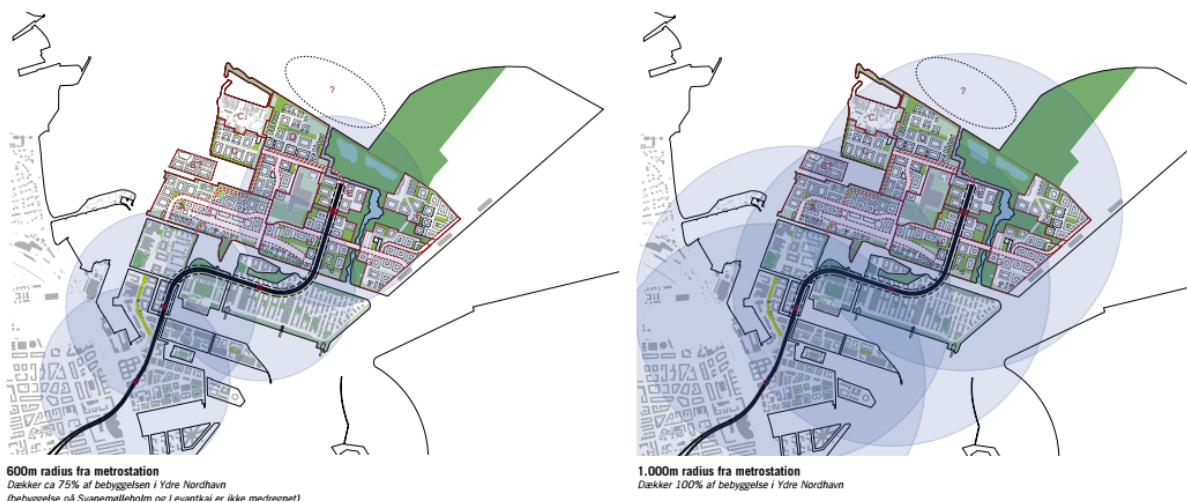 ?
C.
600m radius fra metrostation
Dækker ca 75% af bebyggelsen i Ydre Nordhavn
(bebyggelse på Svanemølleholm og Levantkaj er ikke medregnet)
?
C.
1.000m radius fra metrostation
Dækker 100% af bebyggelse i Ydre Nordhavn